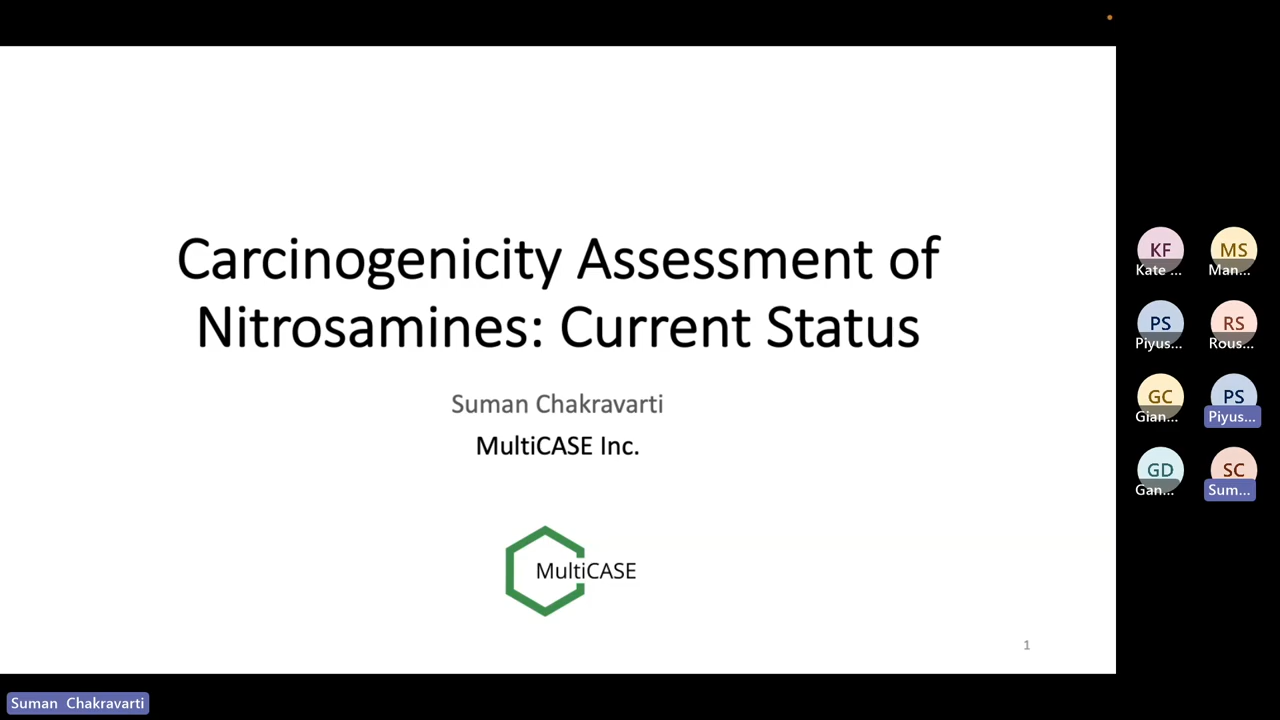 Carcinogenicity Assessment of
Nitrosamines: Current Status
Suman Chakravarti
MultiCASE Inc.
MultiCASE
1
KF
MS
Kate ...
Man...
PS
RS
Piyus...
Rous...
GC
PS
Gian...
Piyus...
GD
SC
Gan...
Sum...
Suman Chakravarti